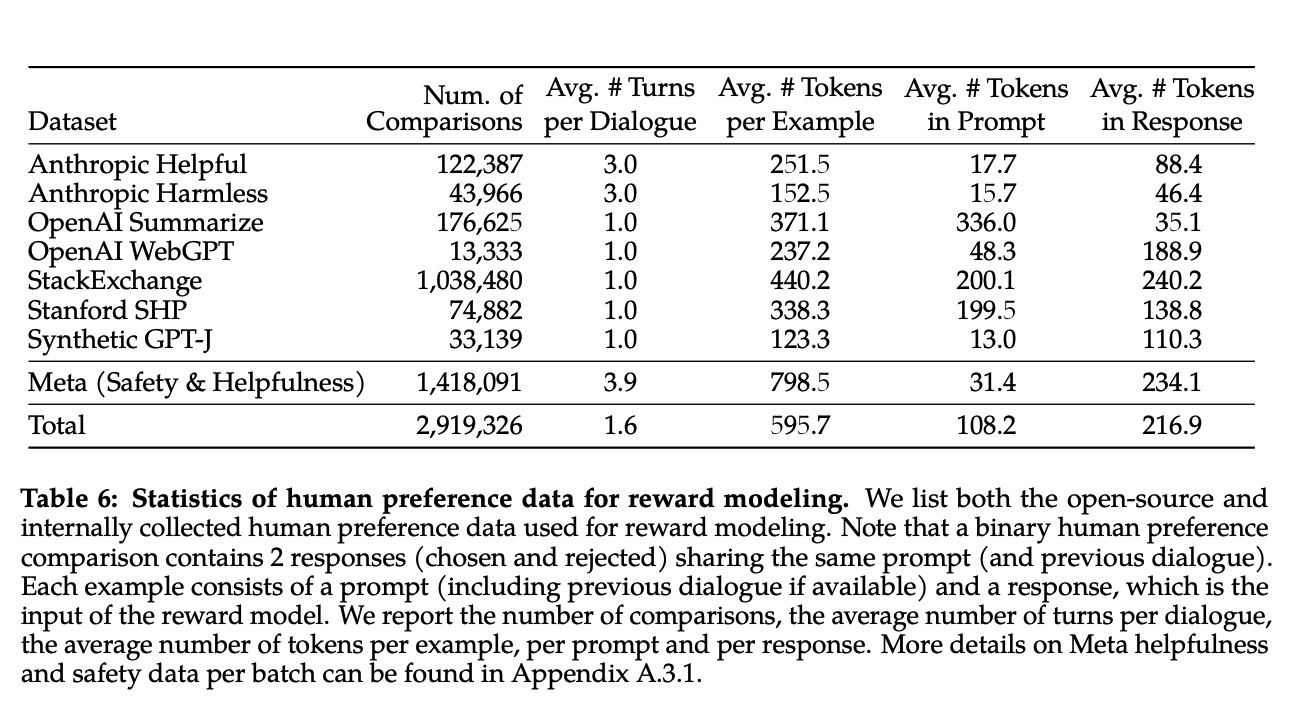 Dataset Num. of Comparisons Avg. # Turns per Dialogue Avg. # Tokens per Example Avg. # Tokens in Prompt Avg. # Tokens in Response
Anthropic Helpful 122,387 3.0 251.5 17.7 88.4
Anthropic Harmless 43,966 3.0 152.5 15.7 46.4
OpenAI Summarize 176,625 1.0 371.1 336.0 35.1
OpenAI WebGPT 13,333 1.0 237.2 48.3 188.9
StackExchange 1,038,480 1.0 440.2 200.1 240.2
Stanford SHP 74,882 1.0 338.3 199.5 138.8
Synthetic GPT-J 33,139 1.0 123.3 13.0 110.3
Meta (Safety & Helpfulness) 1,418,091 3.9 798.5 31.4 234.1
Total 2,919,326 1.6 595.7 108.2 216.9
Table 6: Statistics of human preference data for reward modeling. We list both the open-source and
internally collected human preference data used for reward modeling. Note that a binary human preference
comparison contains 2 responses (chosen and rejected) sharing the same prompt (and previous dialogue).
Each example consists of a prompt (including previous dialogue if available) and a response, which is the
input of the reward model. We report the number of comparisons, the average number of turns per dialogue,
the average number of tokens per example, per prompt and per response. More details on Meta helpfulness
and safety data per batch can be found in Appendix A.3.1.